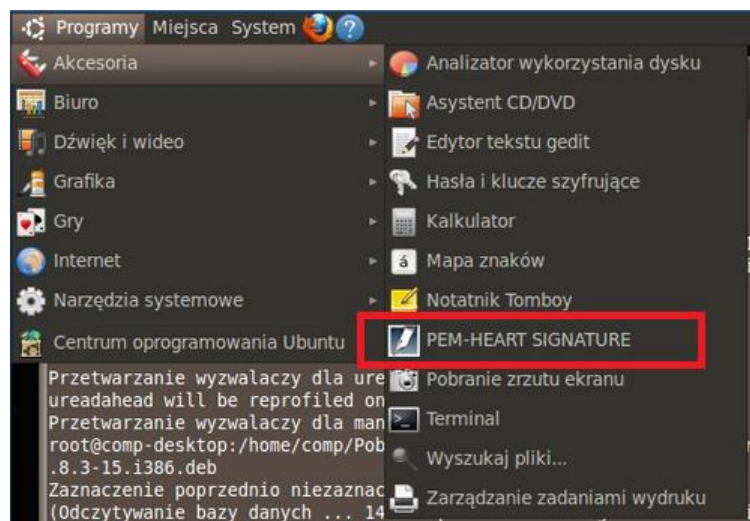 Programy Miejsca System
Akcesoria
Biuro
Dźwięk i wideo
Grafika
Gry
Internet
Narzędzia systemowe
Centrum oprogramowania Ubuntu
Analizator wykorzystania dysku
Asystent CD/DVD
Edytor tekstu gedit
Hasła i klucze szyfrujące
Kalkulator
Mapa znaków
Notatnik Tomboy
PEM-HEART SIGNATURE
Pobranie zrzutu ekranu
Terminal
Wyszukaj pliki...
Zarządzanie zadaniami wydruku
Przetwarzanie wyzwalaczy dla ure
ureadahead will be reprofiled on
Przetwarzanie wyzwalaczy dla man
root@comp-desktop:/home/comp/Pob
.8.3-15.i386.deb
Zaznaczenie poprzednio niezaznac
(Odczytywanie bazy danych ... 14